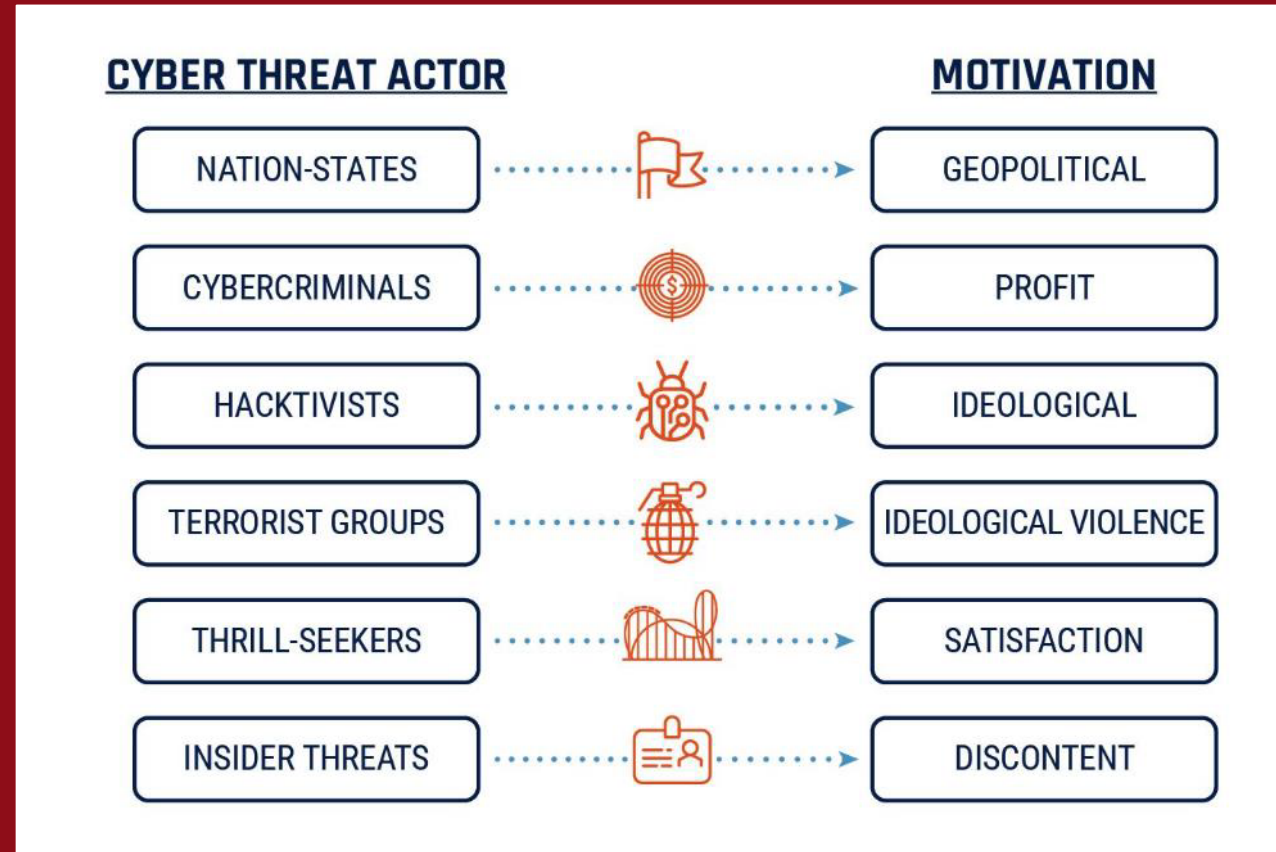 CYBER THREAT ACTOR
MOTIVATION
NATION-STATES
GEOPOLITICAL
CYBERCRIMINALS
$
PROFIT
HACKTIVISTS
IDEOLOGICAL
TERRORIST GROUPS
IDEOLOGICAL VIOLENCE
THRILL-SEEKERS
SATISFACTION
INSIDER THREATS
DISCONTENT